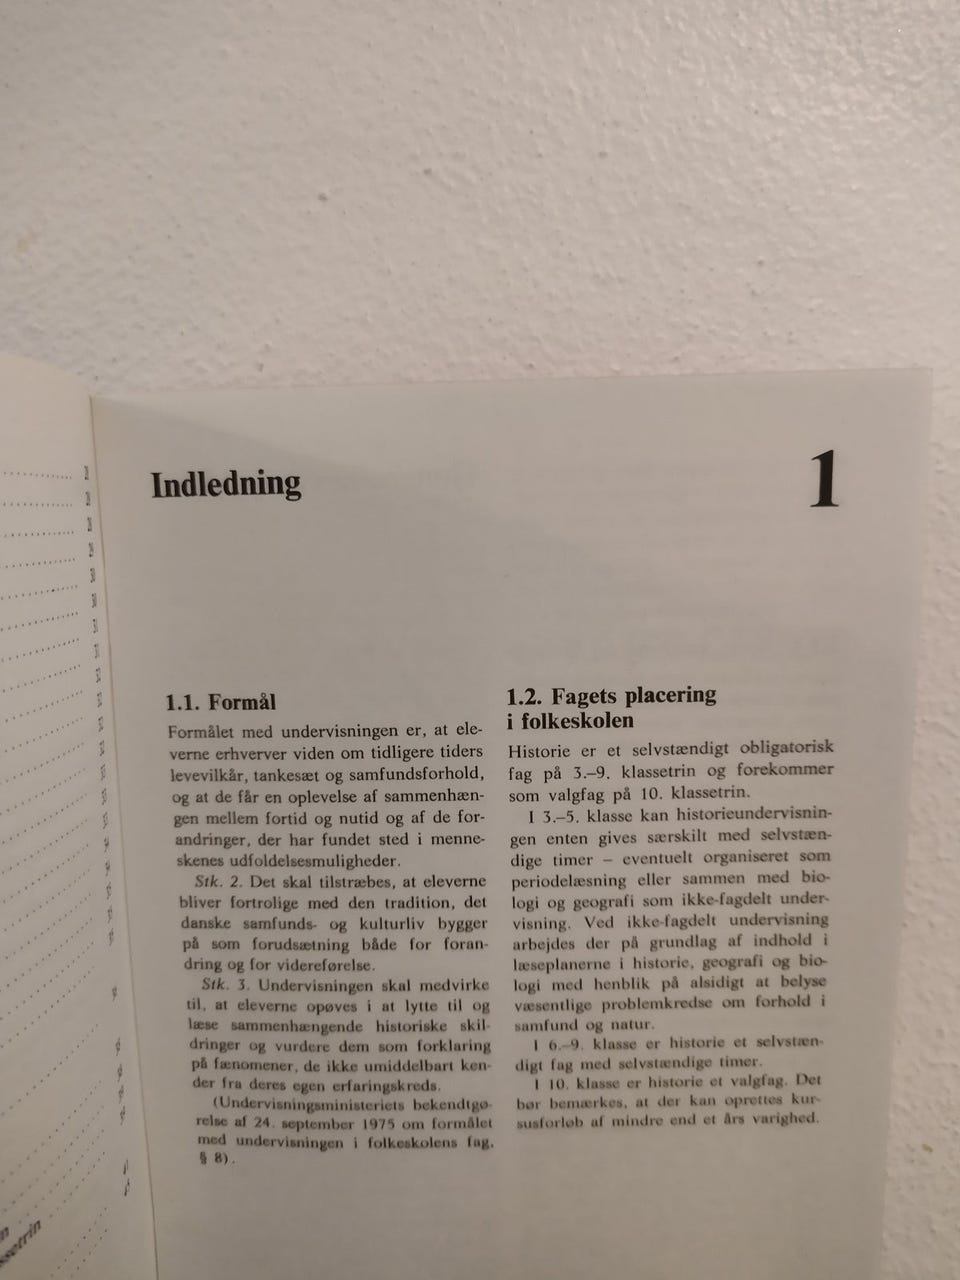 Indledning
1
1.1. Formål
Formålet med undervisningen er, at ele-
verne erhverver viden om tidligere tiders
levevilkår, tankesæt og samfundsforhold,
og at de får en oplevelse af sammenhæn-
gen mellem fortid og nutid og af de for-
andringer, der har fundet sted i menne-
skenes udfoldelsesmuligheder.
Stk. 2. Det skal tilstræbes, at eleverne
bliver fortrolige med den tradition, det
danske samfunds- og kulturliv bygger
på som forudsætning både for foran-
dring og for videreførelse.
Stk. 3. Undervisningen skal medvirke
til, at eleverne opøves i at lytte til og
læse sammenhængende historiske skil-
dringer og vurdere dem som forklaring
på fænomener, de ikke umiddelbart ken-
der fra deres egen erfaringskreds.
(Undervisningsministeriets bekendtgø-
relse af 24. september 1975 om formålet
med undervisningen i folkeskolens fag,
§ 8).
1.2. Fagets placering
i folkeskolen
Historie er et selvstændigt obligatorisk
fag på 3.–9. klassetrin og forekommer
som valgfag på 10. klassetrin.
I 3.–5. klasse kan historieundervisnin-
gen enten gives særskilt med selvstæn-
dige timer – eventuelt organiseret som
periodelæsning eller sammen med bio-
logi og geografi som ikke-fagdelt under-
visning. Ved ikke-fagdelt undervisning
arbejdes der på grundlag af indhold i
læseplanerne i historie, geografi og bio-
logi med henblik på alsidigt at belyse
væsentlige problemkredse om forhold i
samfund og natur.
I 6.–9. klasse er historie et selvstæn-
digt fag med selvstændige timer.
I 10. klasse er historie et valgfag. Det
bør bemærkes, at der kan oprettes kur-
susforløb af mindre end et års varighed.